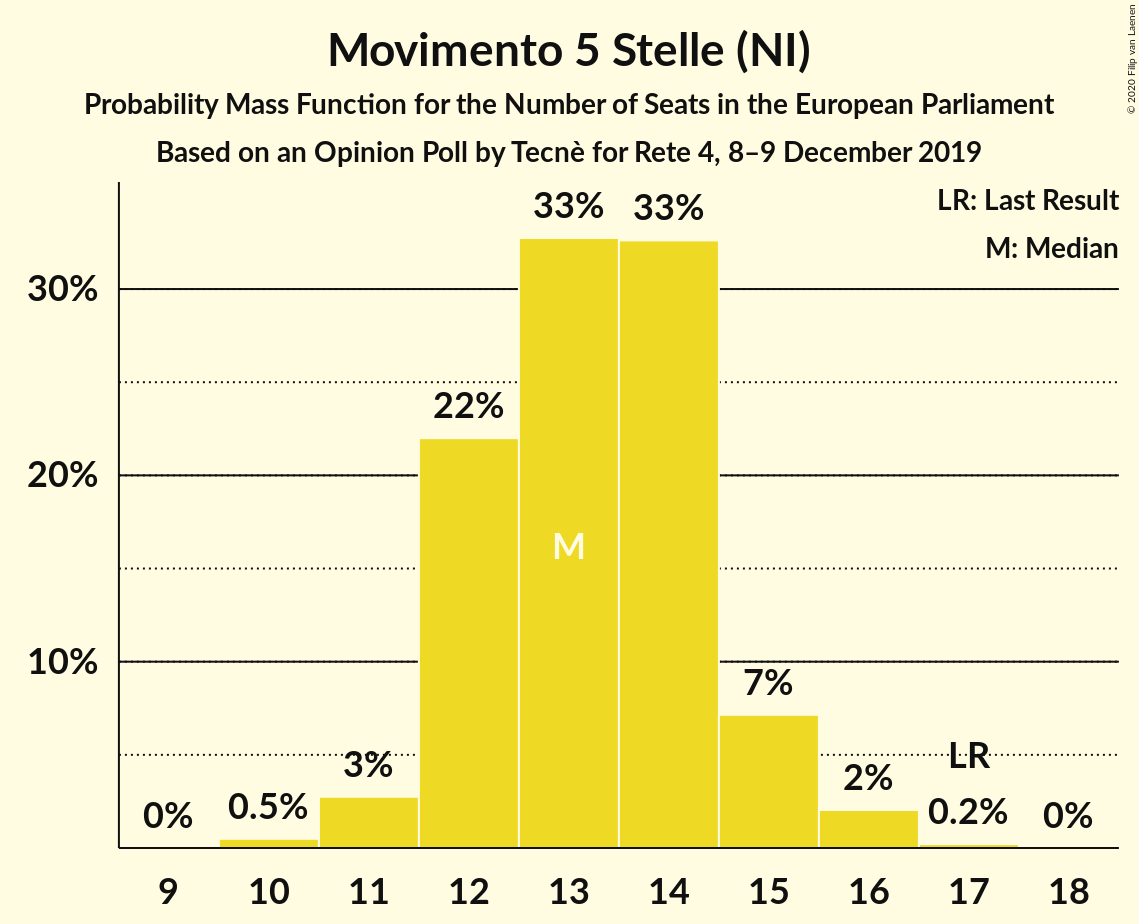 Movimento 5 Stelle (NI)
Probability Mass Function for the Number of Seats in the European Parliament
Based on an Opinion Poll by Tecnè for Rete 4, 8–9 December 2019
© 2020 Filip van Laenen
LR: Last Result
M: Median
33%
33%
30%
22%
20%
M
10%
7%
3%
LR
2%
0%
0.5%
0.2%
0%
9 10 11 12 13 14 15 16 17 18